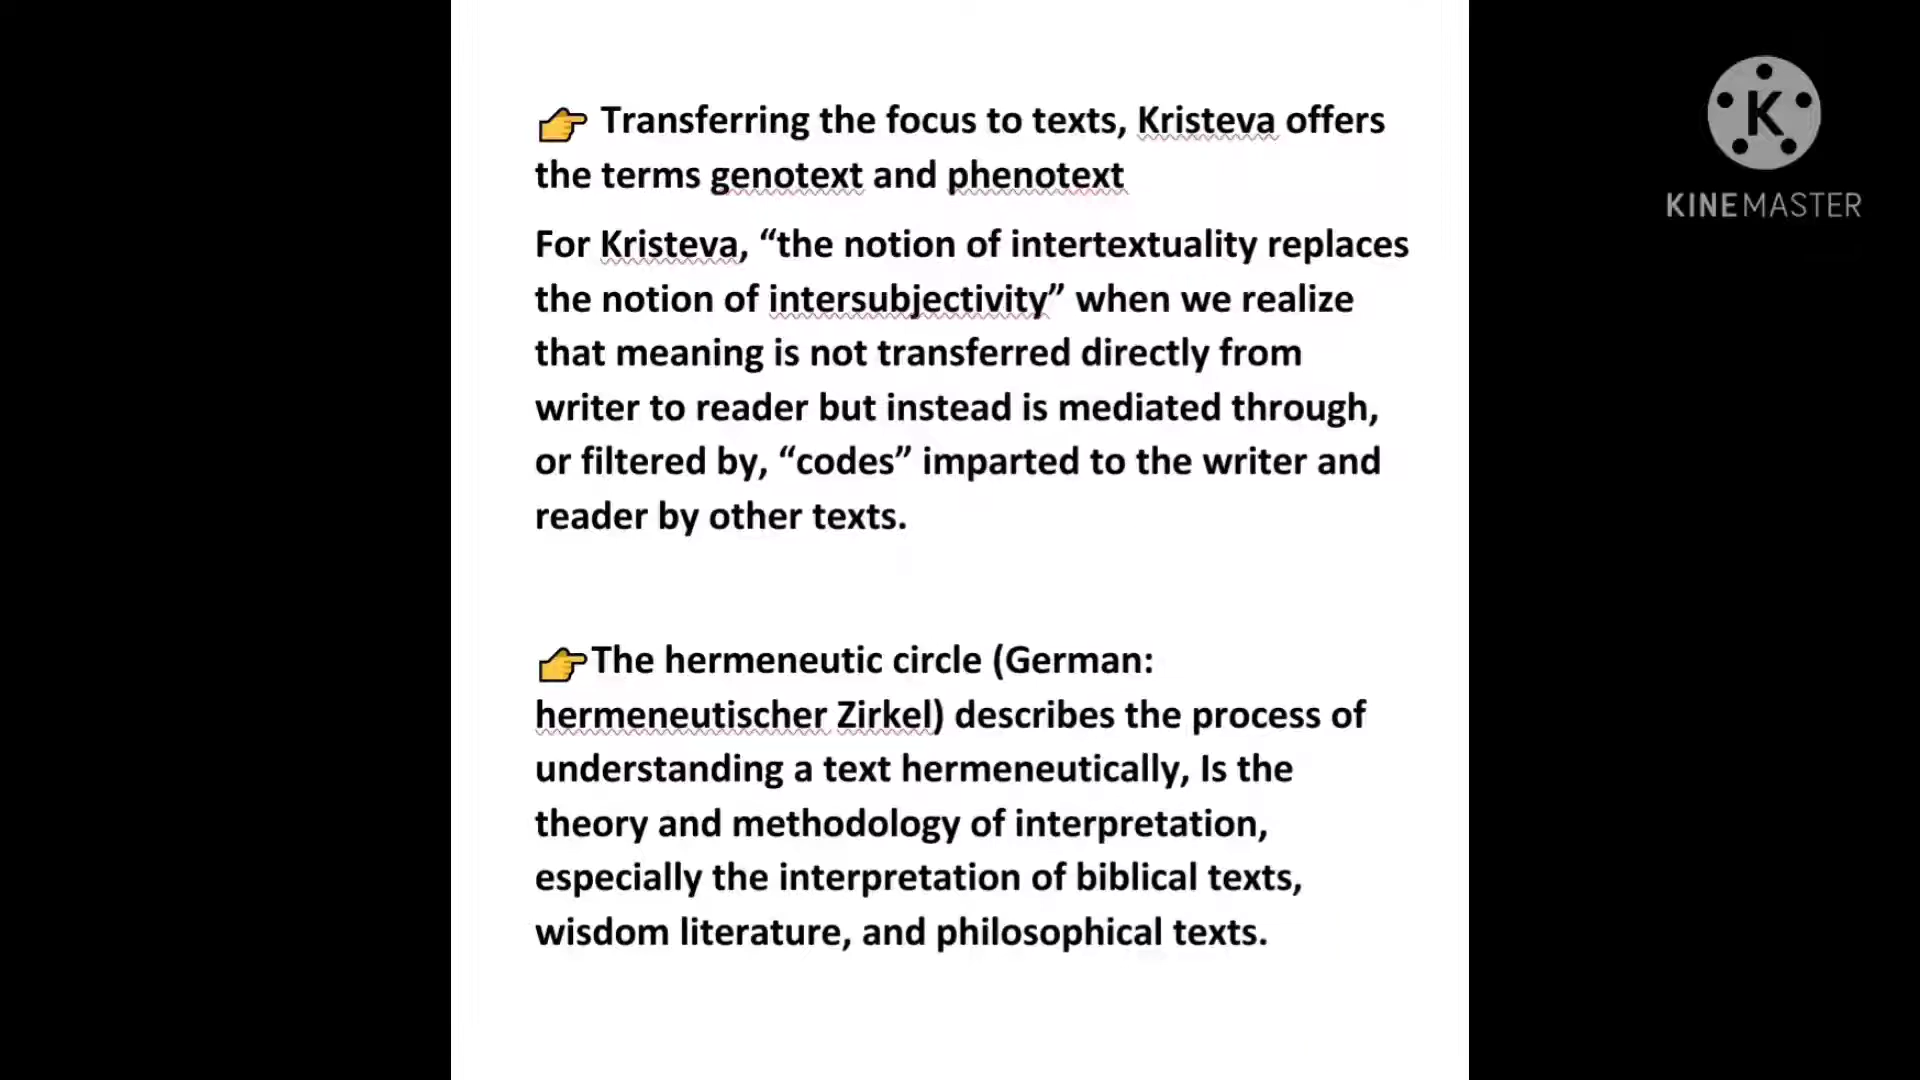 👉 Transferring the focus to texts, Kristeva offers
the terms genotext and phenotext
For Kristeva, “the notion of intertextuality replaces
the notion of intersubjectivity” when we realize
that meaning is not transferred directly from
writer to reader but instead is mediated through,
or filtered by, “codes” imparted to the writer and
reader by other texts.
👉The hermeneutic circle (German:
hermeneutischer Zirkel) describes the process of
understanding a text hermeneutically, Is the
theory and methodology of interpretation,
especially the interpretation of biblical texts,
wisdom literature, and philosophical texts.
K
KINEMASTER